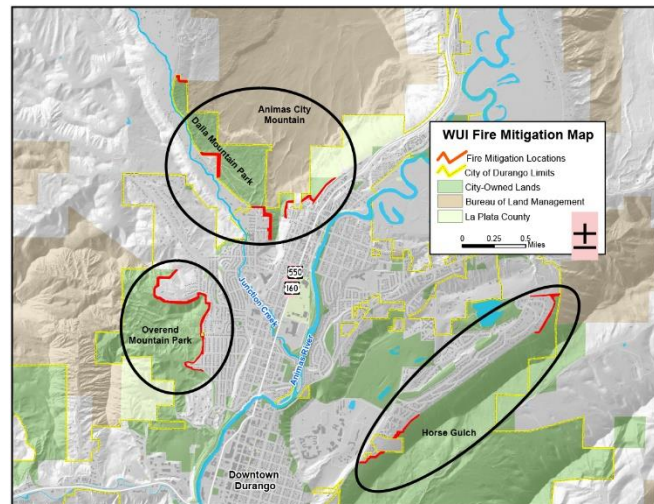 Animas City
Mountain
Dalla Mountain Park
WUI Fire Mitigation Map
Fire Mitigation Locations
City of Durango Limits
City-Owned Lands
Bureau of Land Management
La Plata County
0 0.25 0.5
Miles
550
160
Junction Creek
Animas River
Overend
Mountain Park
Horse Gulch
Downtown
Durango